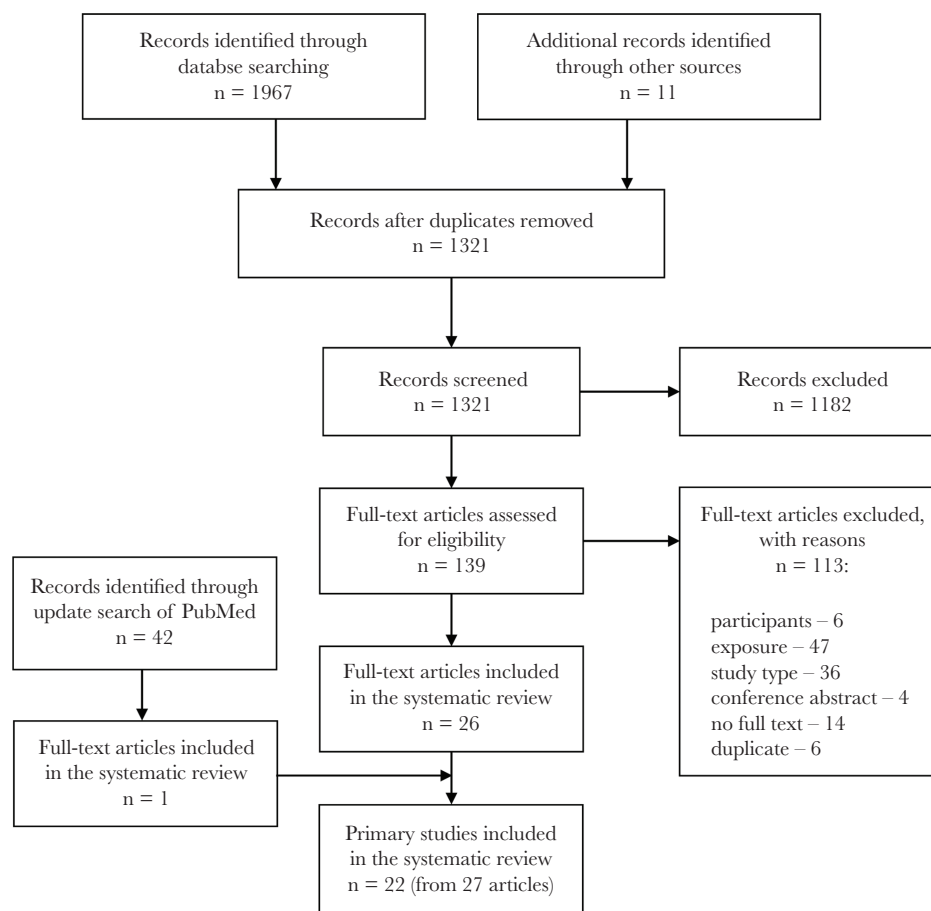 Records identified through
databse searching
n = 1967
Additional records identified
through other sources
n = 11
Records after duplicates removed
n = 1321
Records screened
n = 1321
Records excluded
n = 1182
Full-text articles assessed
for eligibility
n = 139
Full-text articles excluded,
with reasons
n = 113:
participants – 6
exposure – 47
study type – 36
conference abstract – 4
no full text – 14
duplicate – 6
Records identified through
update search of PubMed
n = 42
Full-text articles included
in the systematic review
n = 26
Full-text articles included
in the systematic review
n = 1
Primary studies included
in the systematic review
n = 22 (from 27 articles)